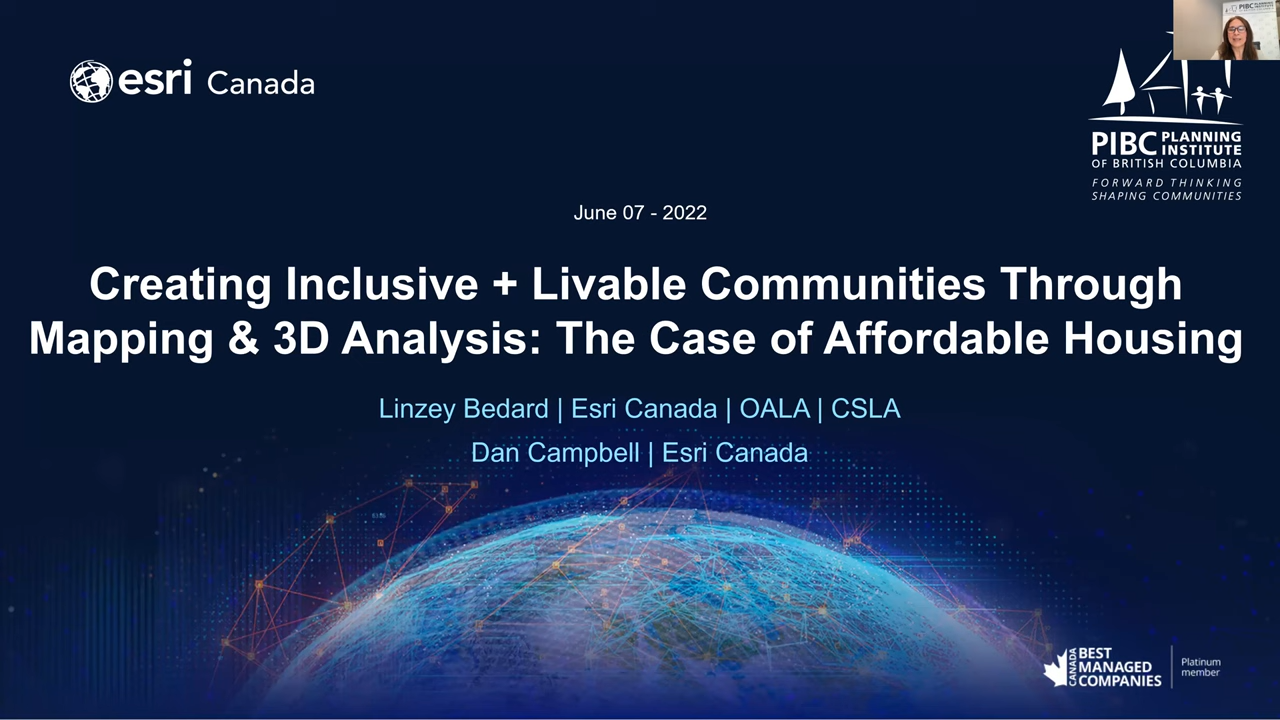 esri Canada
PIBC PLANNING
INSTITUTE
OF BRITISH COLUMBIA
FORWARD THINKING
SHAPING COMMUNITIES
June 07 - 2022
Creating Inclusive + Livable Communities Through
Mapping & 3D Analysis: The Case of Affordable Housing
Linzey Bedard | Esri Canada | OALA | CSLA
Dan Campbell | Esri Canada
CANADA
BEST
MANAGED
COMPANIES
Platinum
member